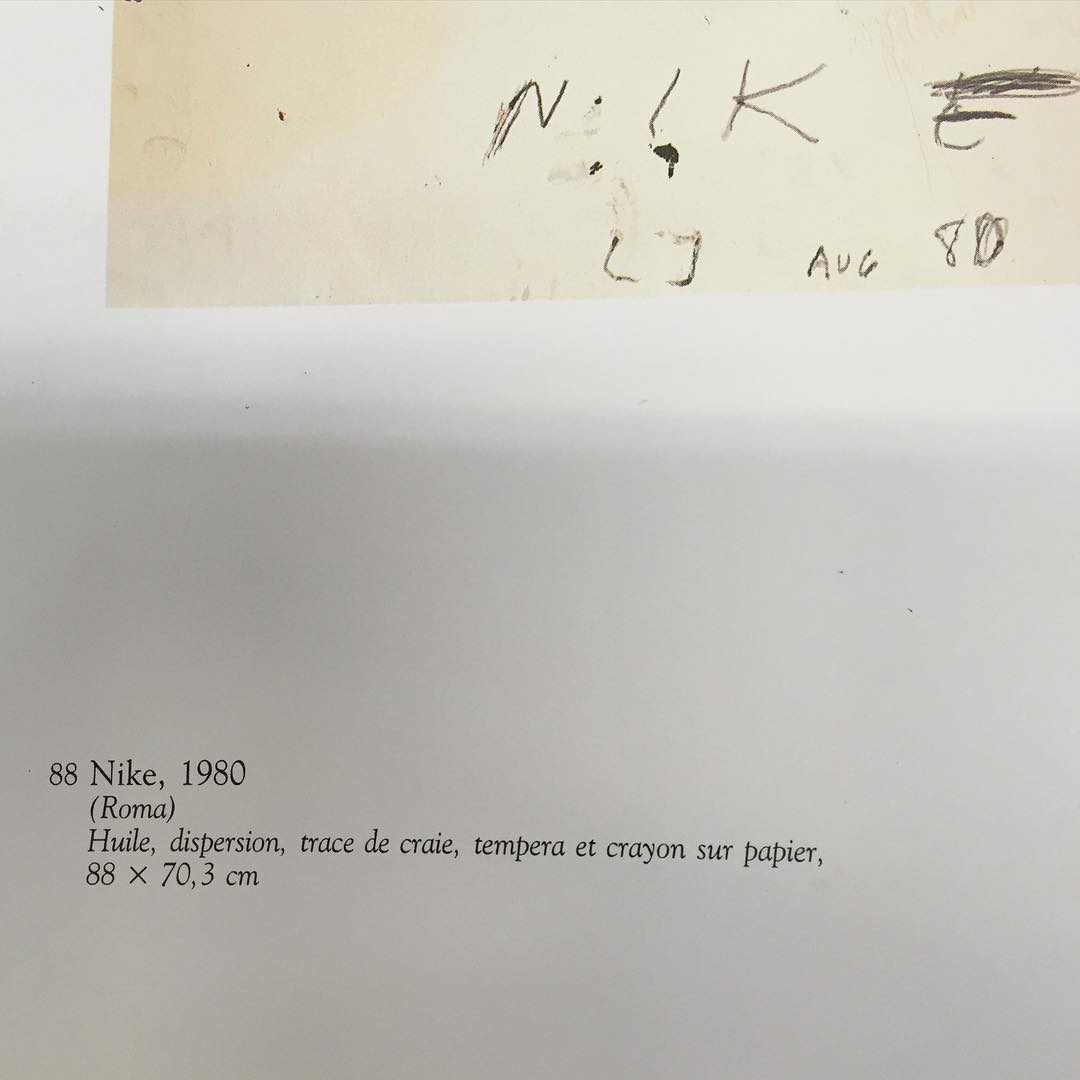 N I K E
[ ] AUG 80
88 Nike, 1980
(Roma)
Huile, dispersion, trace de craie, tempera et crayon sur papier,
88 × 70,3 cm